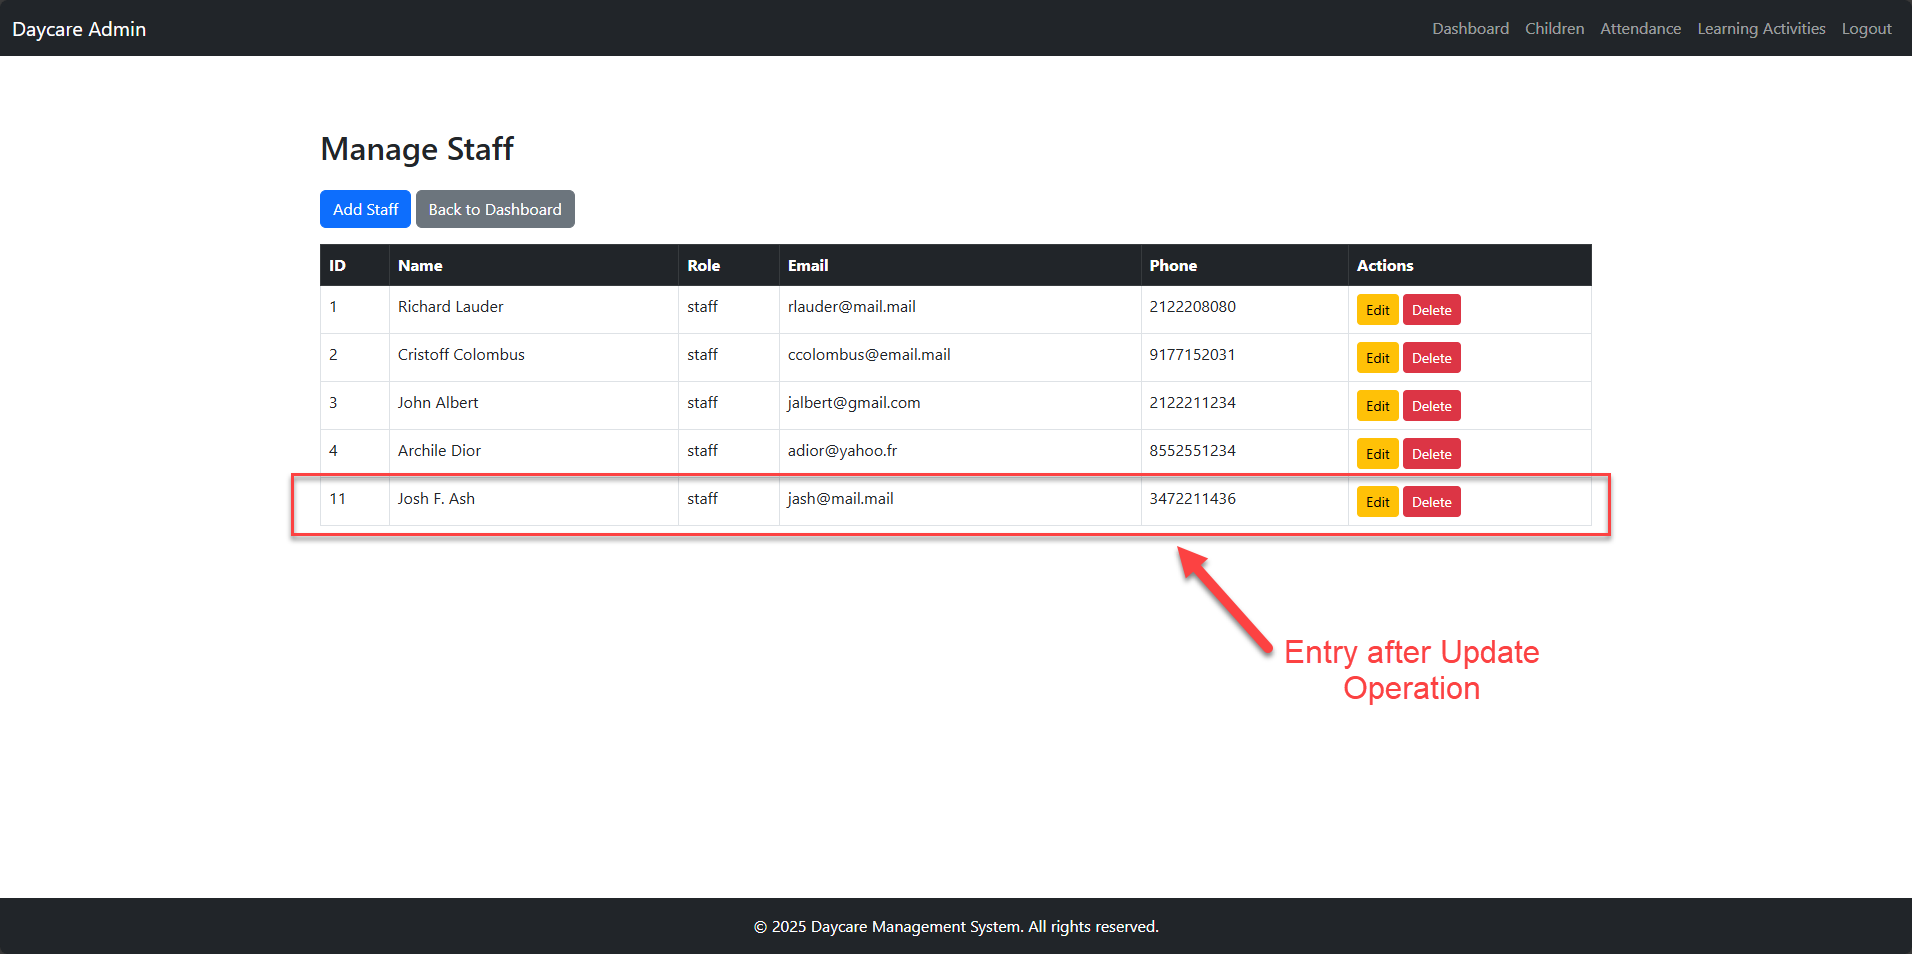 Daycare Admin Dashboard Children Attendance Learning Activities Logout
Manage Staff
Add Staff Back to Dashboard
ID Name Role Email Phone Actions
1 Richard Lauder staff rlauder@mail.mail 2122208080 Edit Delete
2 Cristoff Colombus staff ccolombus@email.mail 9177152031 Edit Delete
3 John Albert staff jalbert@gmail.com 2122211234 Edit Delete
4 Archile Dior staff adior@yahoo.fr 8552551234 Edit Delete
11 Josh F. Ash staff jash@mail.mail 3472211436 Edit Delete
Entry after Update
Operation
© 2025 Daycare Management System. All rights reserved.